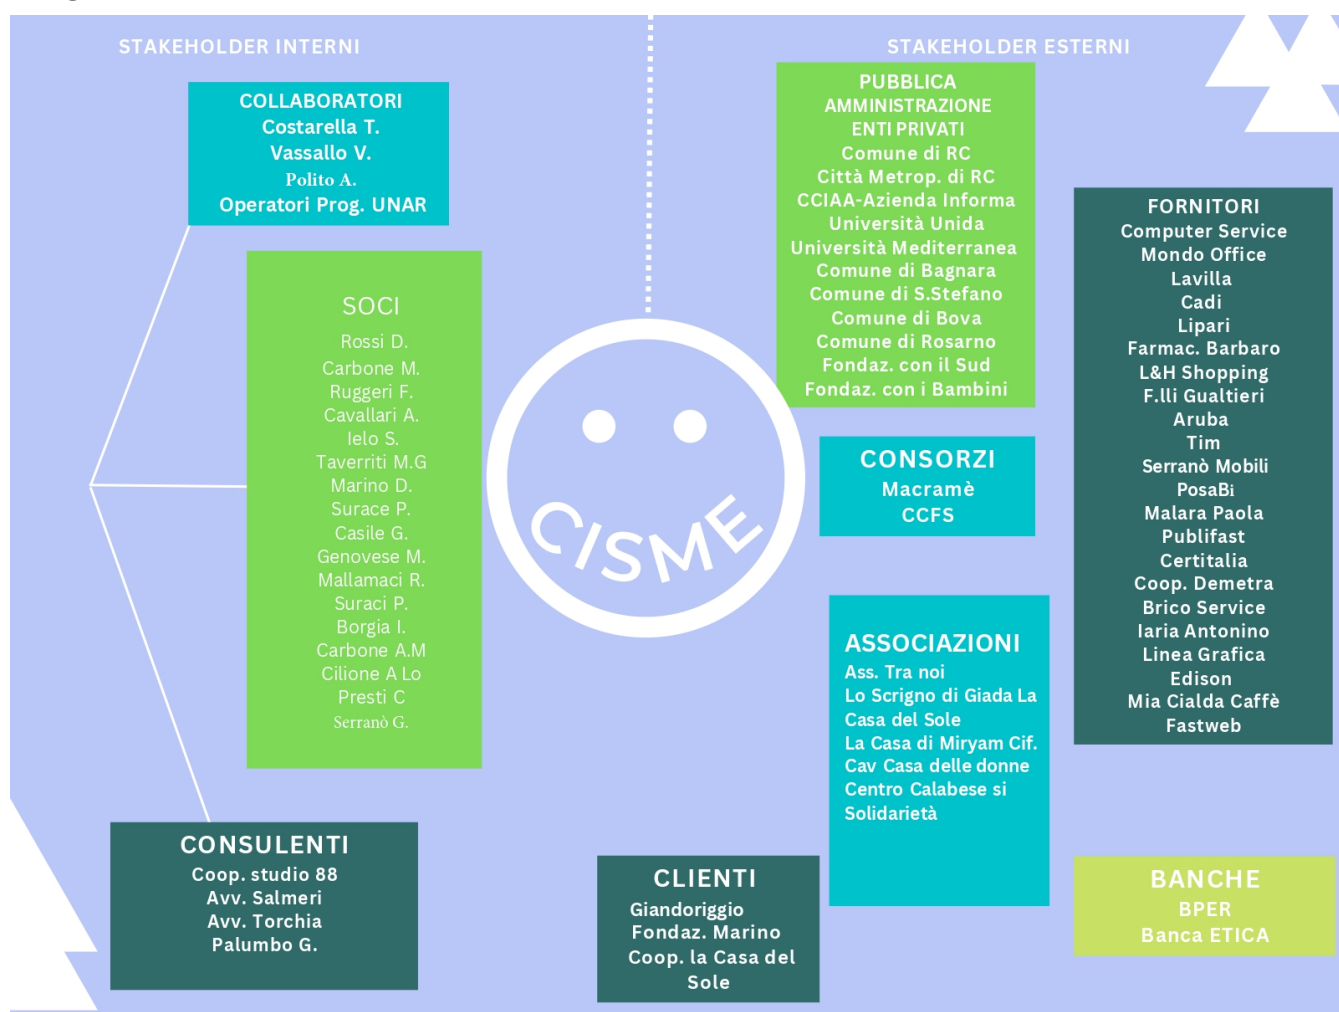 STAKEHOLDER INTERNI
COLLABORATORI
Costarella T.
Vassallo V.
Polito A.
Operatori Prog. UNAR
SOCI
Rossi D.
Carbone M.
Ruggeri F.
Cavallari A.
Ielo S.
Taverriti M.G
Marino D.
Surace P.
Casile G.
Genovese M.
Mallamaci R.
Suraci P.
Borgia I.
Carbone A.M
Cilione A Lo
Presti C
Serranò G.
CONSULENTI
Coop. studio 88
Avv. Salmeri
Avv. Torchia
Palumbo G.
CISME
STAKEHOLDER ESTERNI
PUBBLICA
AMMINISTRAZIONE
ENTI PRIVATI
Comune di RC
Città Metrop. di RC
CCIAA-Azienda Informa
Università Unida
Università Mediterranea
Comune di Bagnara
Comune di S.Stefano
Comune di Bova
Comune di Rosarno
Fondaz. con il Sud
Fondaz. con i Bambini
CONSORZI
Macramè
CCFS
ASSOCIAZIONI
Ass. Tra noi
Lo Scrigno di Giada La
Casa del Sole
La Casa di Miryam Cif.
Cav Casa delle donne
Centro Calabese si
Solidarietà
CLIENTI
Giandoriggio
Fondaz. Marino
Coop. la Casa del
Sole
FORNITORI
Computer Service
Mondo Office
Lavilla
Cadi
Lipari
Farmac. Barbaro
L&H Shopping
F.lli Gualtieri
Aruba
Tim
Serranò Mobili
PosaBi
Malara Paola
Publifast
Certitalia
Coop. Demetra
Brico Service
Iaria Antonino
Linea Grafica
Edison
Mia Cialda Caffè
Fastweb
BANCHE
BPER
Banca ETICA